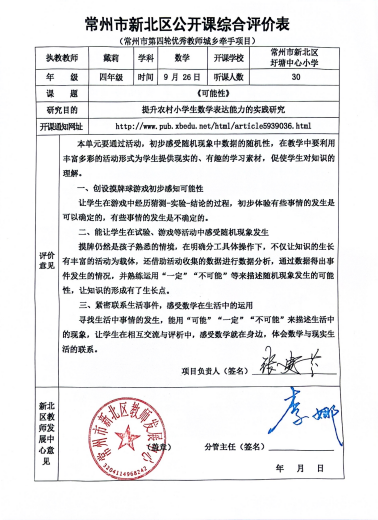 常州市新北区公开课综合评价表
（常州市第四轮优秀教师城乡牵手项目）
执教教师 戴莉 学科 数学 开课学校 常州市新北区圩塘中心小学
年 级 四年级 时间 9 月 26日 听课人数 30
课 题 《可能性》
研究目的 提升农村小学生数学表达能力的实践研究
开课通知网址 http://www.pub.xbedu.net/html/article5939036.html
评价意见
本单元要通过活动，初步感受随机现象中数据的随机性，在教学中要利
用丰富多彩的活动形式为学生提供现实的、有趣的学习素材，促使学生对知识的
理解。
一、创设摸牌球游戏初步感知可能性
让学生在游戏中经历猜测-实验-结论的过程，初步体验有些事情的发生是
可以确定的，有些事情的发生是不确定的。
二、能让学生在试验、游戏等活动中感受随机现象发生
摸牌仍然是孩子熟悉的情境，在明确分工具体操作下，不仅让知识的生长
有丰富的活动为载体，还借助活动收集的数据进行数据分析，通过数据得出事
件发生的情况，并熟练运用“一定”“不可能”等来描述随机现象发生的可能
性，让知识的形成有了生长点。
三、紧密联系生活事件，感受数学在生活中的运用
寻找生活中事情的发生，能用“可能”“一定”“不可能”来描述生活中
的现象，让学生在相互交流与评析中，感受数学就在身边，体会数学与现实生
活的联系。
项目负责人（签名）
新北区教师发展中心意见
常州市新北区教师发展中心
3204114968242
（盖章） 分管主任（签名） 李娜
年 月 日